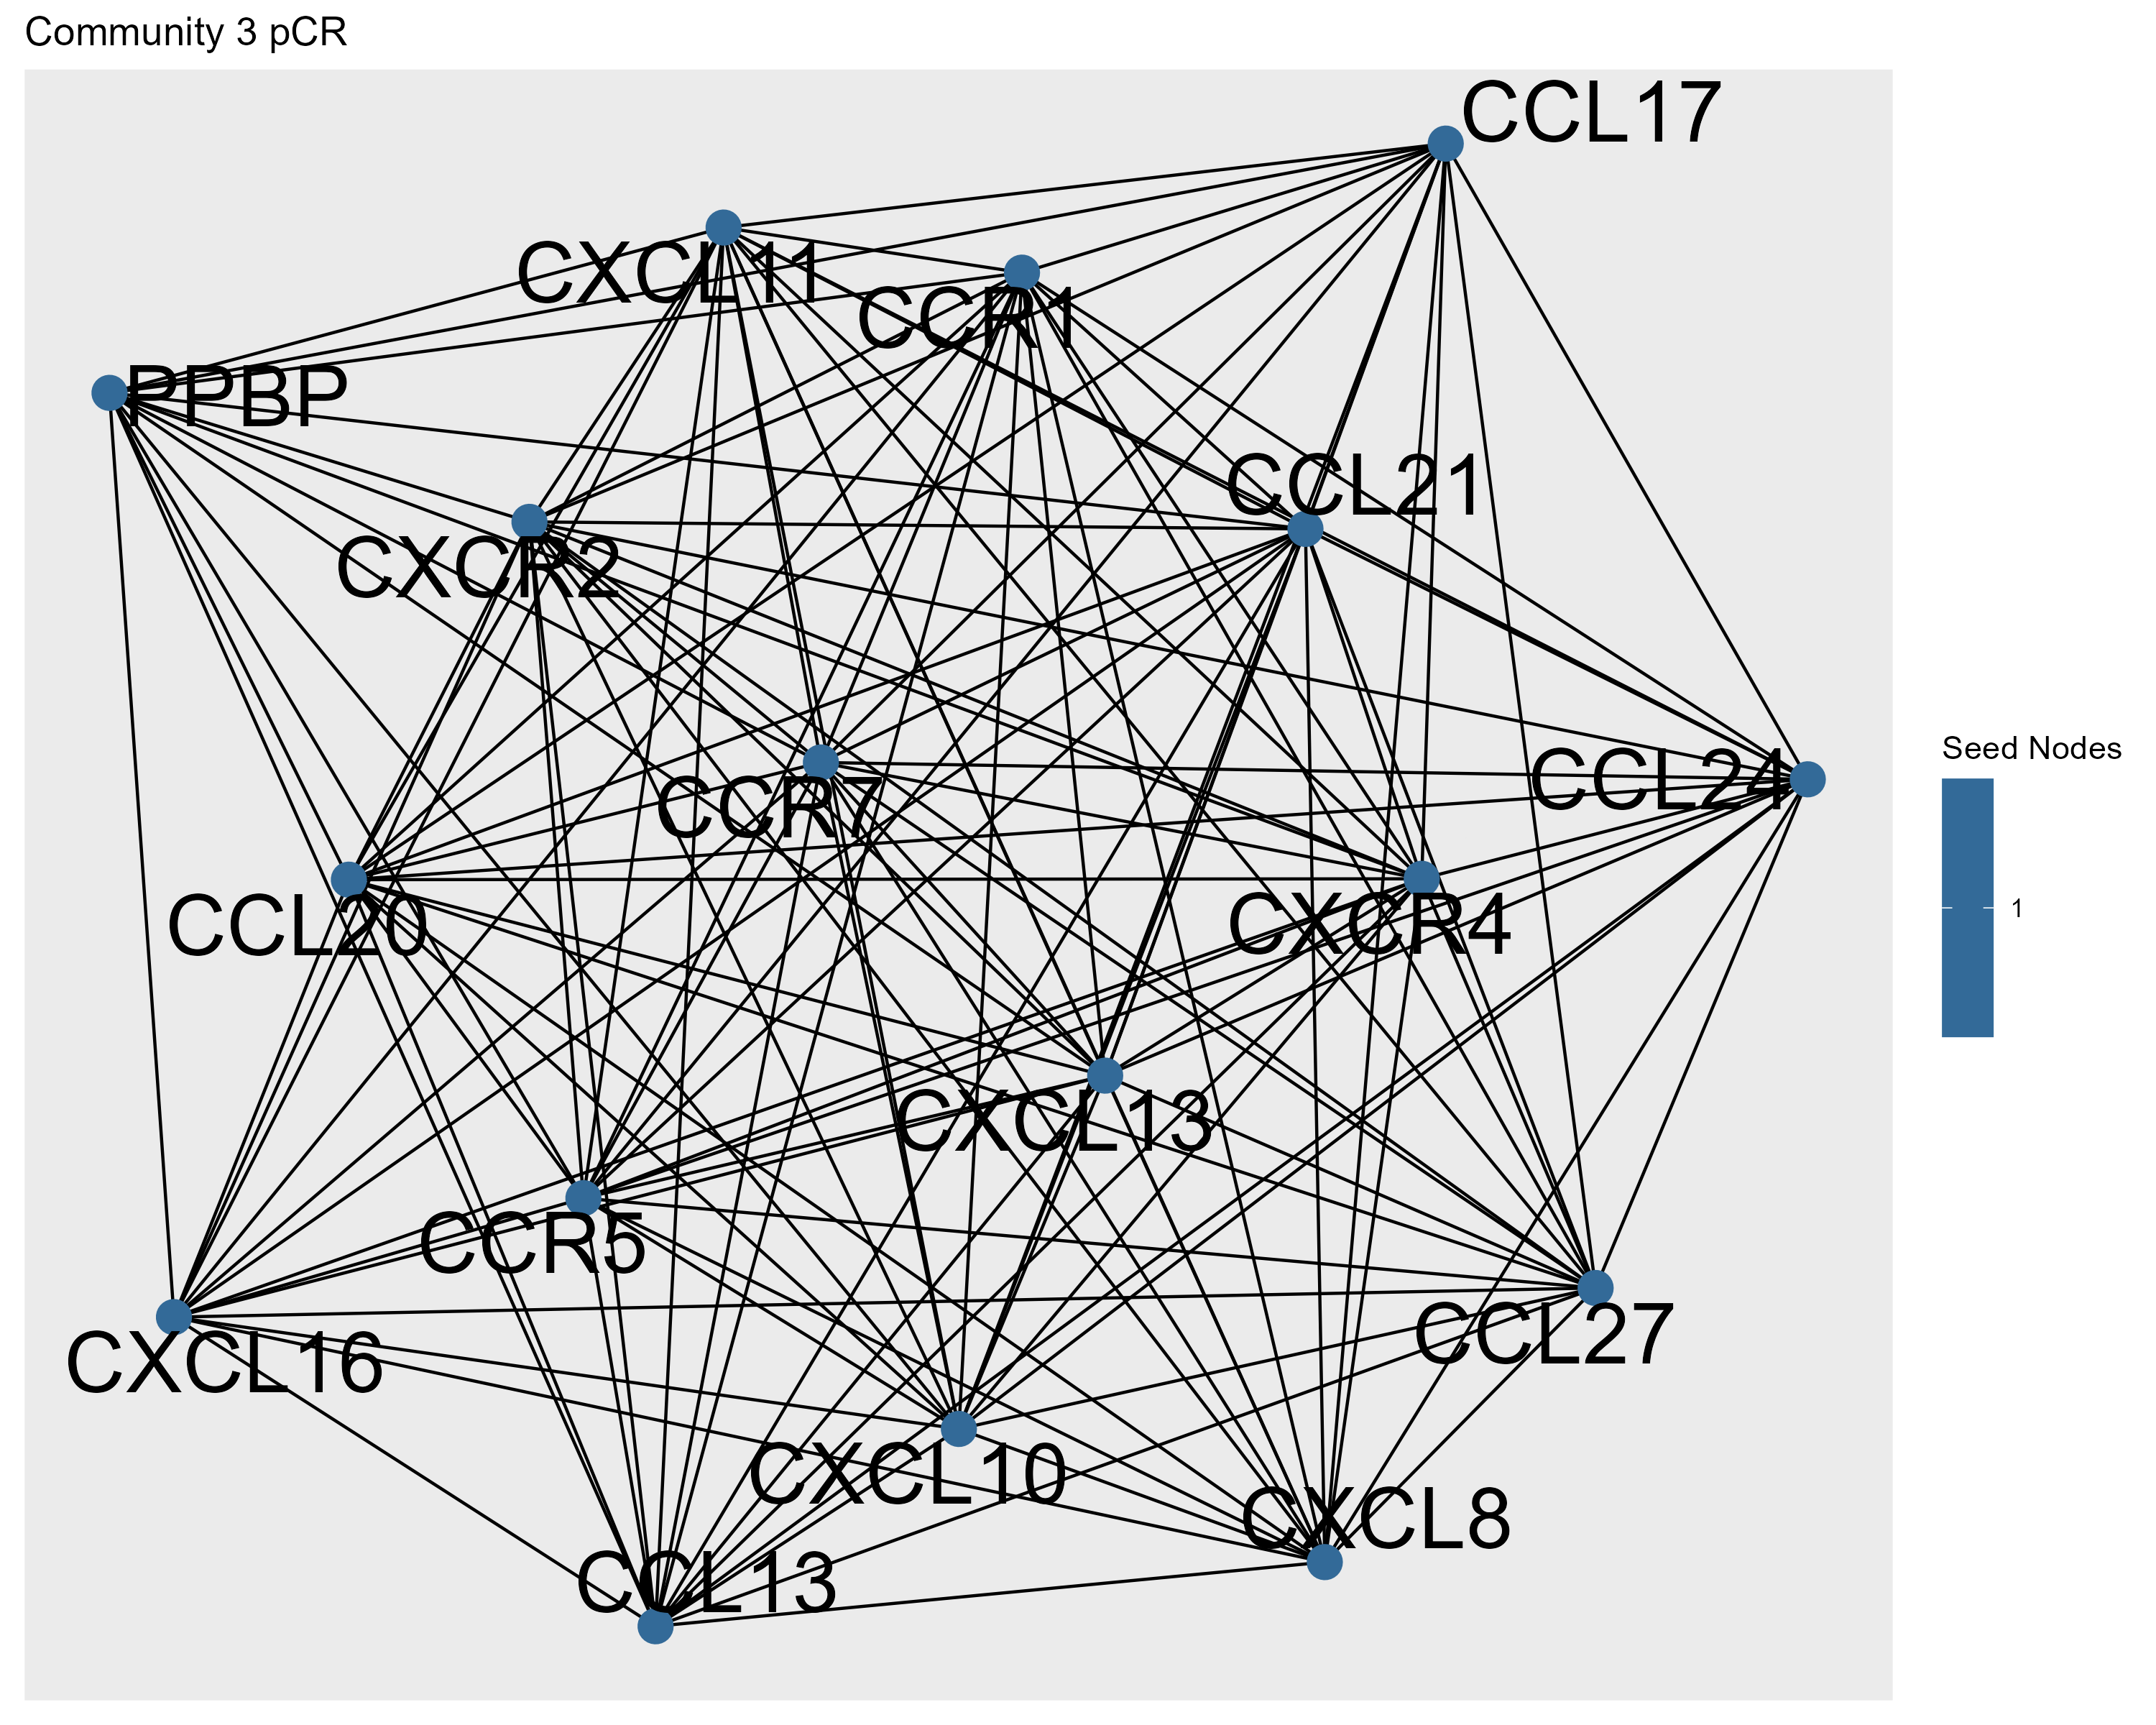 Community 3 pCR
CCL17
CXCL11
CCR1
PPBP
CCL21
CXCR2
Seed Nodes
CCL24
CCR7
1
CCL20
CXCR4
CXCL13
CCR5
CCL27
CXCL16
CXCL10
CXCL8
CCL13